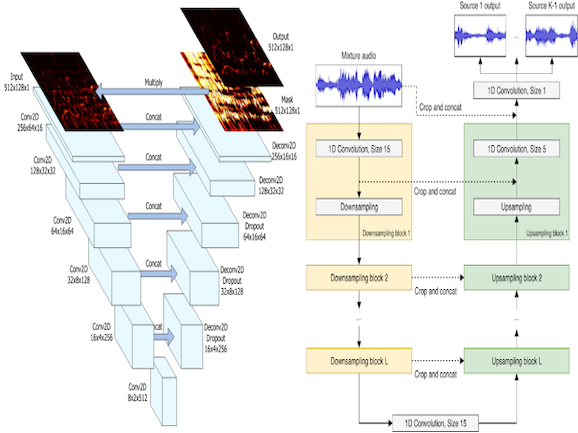 Output
512x128x1
Input
512x128x1
Multiply
Mask
512x128x1
Conv2D
256x64x16
Concat
Deconv2D
256x16x16
Conv2D
128x32x32
Concat
Deconv2D
128x32x32
Conv2D
64x16x64
Concat
Deconv2D
Dropout
64x16x64
Conv2D
32x8x128
Concat
Deconv2D
Dropout
32x8x128
Conv2D
16x4x256
Concat
Deconv2D
Dropout
16x4x256
Conv2D
8x2x512
Source 1 output
...
Source K-1 output
Mixture audio
1D Convolution, Size 1
Crop and concat
1D Convolution, Size 15
1D Convolution, Size 5
Crop and concat
Downsampling
Upsampling
Downsampling block 1
Upsampling block 1
Downsampling block 2
Upsampling block 2
Crop and concat
...
...
Downsampling block L
Upsampling block L
Crop and concat
1D Convolution, Size 15